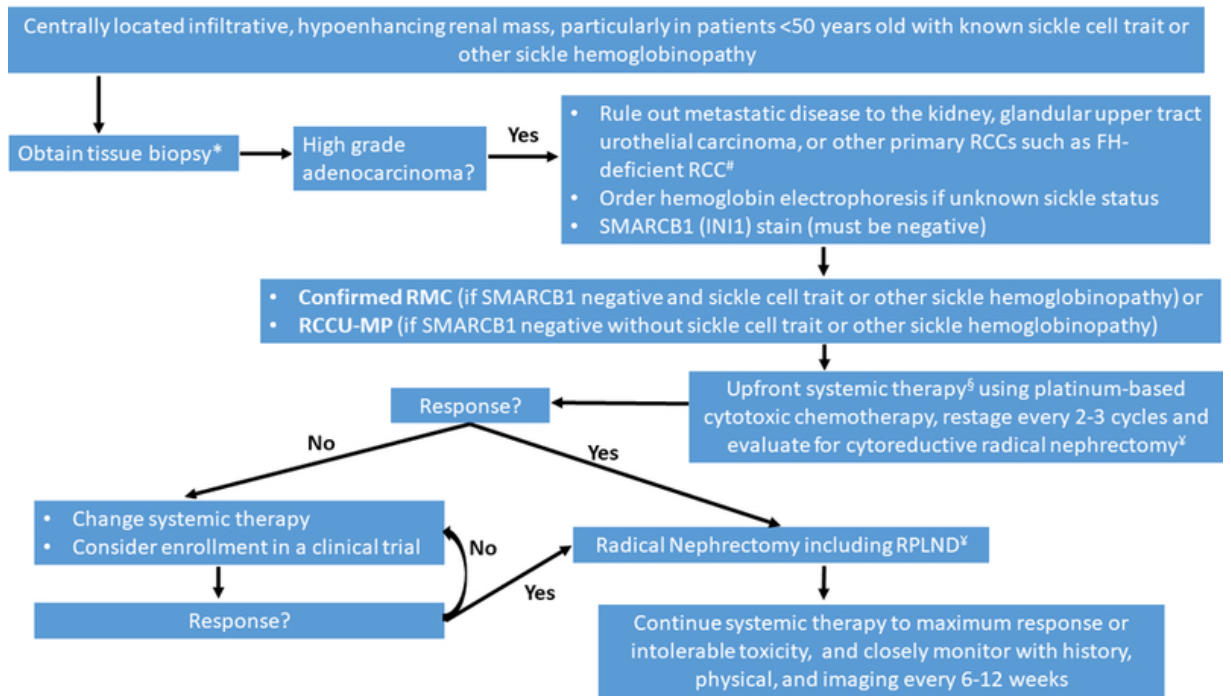 Centrally located infiltrative, hypoenhancing renal mass, particularly in patients <50 years old with known sickle cell trait or
other sickle hemoglobinopathy
Obtain tissue biopsy*
High grade
adenocarcinoma?
Yes
• Rule out metastatic disease to the kidney, glandular upper tract
urothelial carcinoma, or other primary RCCs such as FH-
deficient RCC#
• Order hemoglobin electrophoresis if unknown sickle status
• SMARCB1 (INI1) stain (must be negative)
• Confirmed RMC (if SMARCB1 negative and sickle cell trait or other sickle hemoglobinopathy) or
• RCCU-MP (if SMARCB1 negative without sickle cell trait or other sickle hemoglobinopathy)
Upfront systemic therapy§ using platinum-based
cytotoxic chemotherapy, restage every 2-3 cycles and
evaluate for cytoreductive radical nephrectomy¥
Response?
No
Yes
• Change systemic therapy
• Consider enrollment in a clinical trial
No
Response?
Yes
Radical Nephrectomy including RPLND¥
Continue systemic therapy to maximum response or
intolerable toxicity, and closely monitor with history,
physical, and imaging every 6-12 weeks